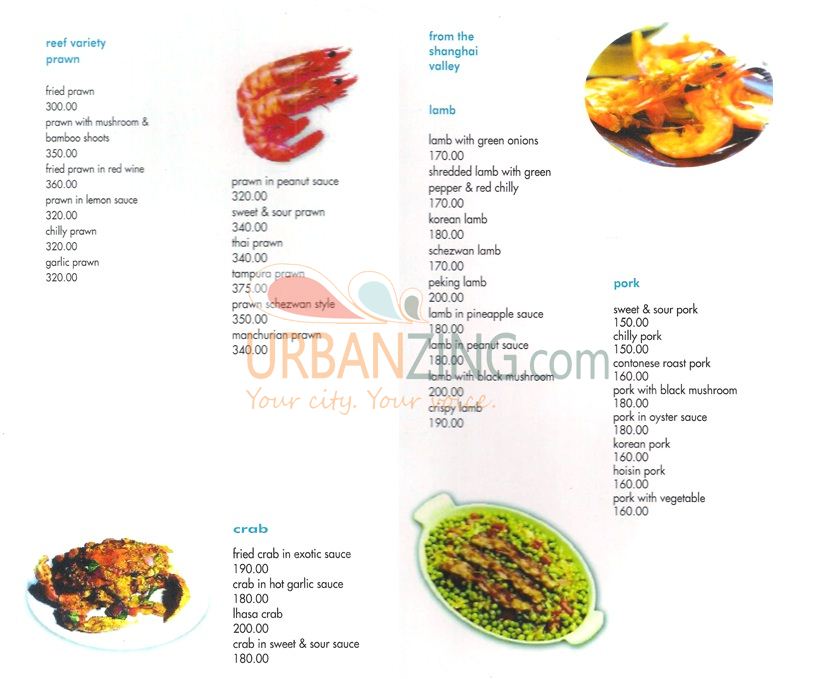 reef variety
prawn
fried prawn
300.00
prawn with mushroom &
bamboo shoots
350.00
fried prawn in red wine
360.00
prawn in lemon sauce
320.00
chilly prawn
320.00
garlic prawn
320.00
prawn in peanut sauce
320.00
sweet & sour prawn
340.00
thai prawn
340.00
tampura prawn
375.00
prawn schezwan style
350.00
manchurian prawn
340.00
crab
fried crab in exotic sauce
190.00
crab in hot garlic sauce
180.00
lhasa crab
200.00
crab in sweet & sour sauce
180.00
from the
shanghai
valley
lamb
lamb with green onions
170.00
shredded lamb with green
pepper & red chilly
170.00
korean lamb
180.00
schezwan lamb
170.00
peking lamb
200.00
lamb in pineapple sauce
180.00
lamb in peanut sauce
180.00
lamb with black mushroom
200.00
crispy lamb
190.00
pork
sweet & sour pork
150.00
chilly pork
150.00
contonese roast pork
160.00
pork with black mushroom
180.00
pork in oyster sauce
180.00
korean pork
160.00
hoisin pork
160.00
pork with vegetable
160.00
URBANZING.com
Your city. Your voice.